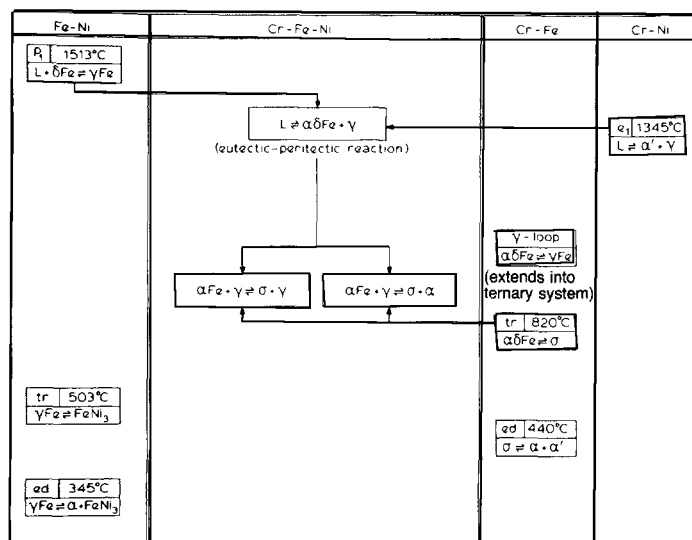 Fe-Ni
Cr-Fe-Ni
Cr-Fe
Cr-Ni
P₁ 1513°C
L+δFe⇌γFe
L⇌αδFe+γ
(eutectic-peritectic reaction)
e₁ 1345°C
L⇌α'+γ
γ-loop
αδFe⇌γFe
(extends into
ternary system)
αFe+γ⇌σ+γ
αFe+γ⇌σ+α
tr 820°C
αδFe⇌σ
tr 503°C
γFe⇌FeNi₃
ed 440°C
σ⇌α+α'
ed 345°C
γFe⇌α+FeNi₃